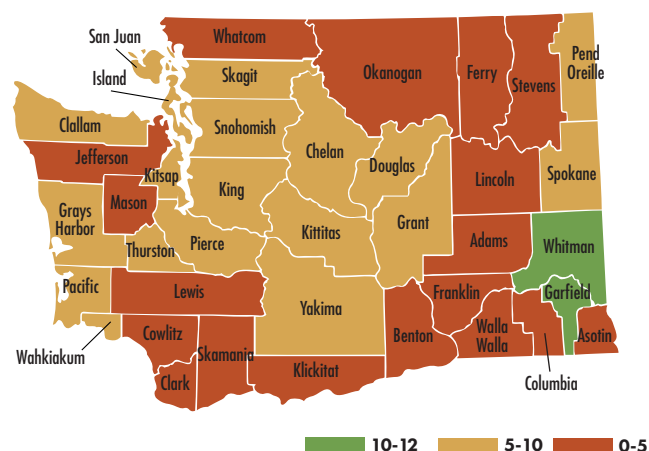 San Juan
Whatcom
Pend
Oreille
Okanogan
Ferry
Stevens
Island
Skagit
Clallam
Snohomish
Chelan
Douglas
Jefferson
Kitsap
King
Lincoln
Spokane
Mason
Grays
Harbor
Kittitas
Grant
Adams
Whitman
Thurston
Pierce
Pacific
Lewis
Yakima
Franklin
Garfield
Wahkiakum
Cowlitz
Skamania
Benton
Walla
Walla
Asotin
Clark
Klickitat
Columbia
10-12
5-10
0-5